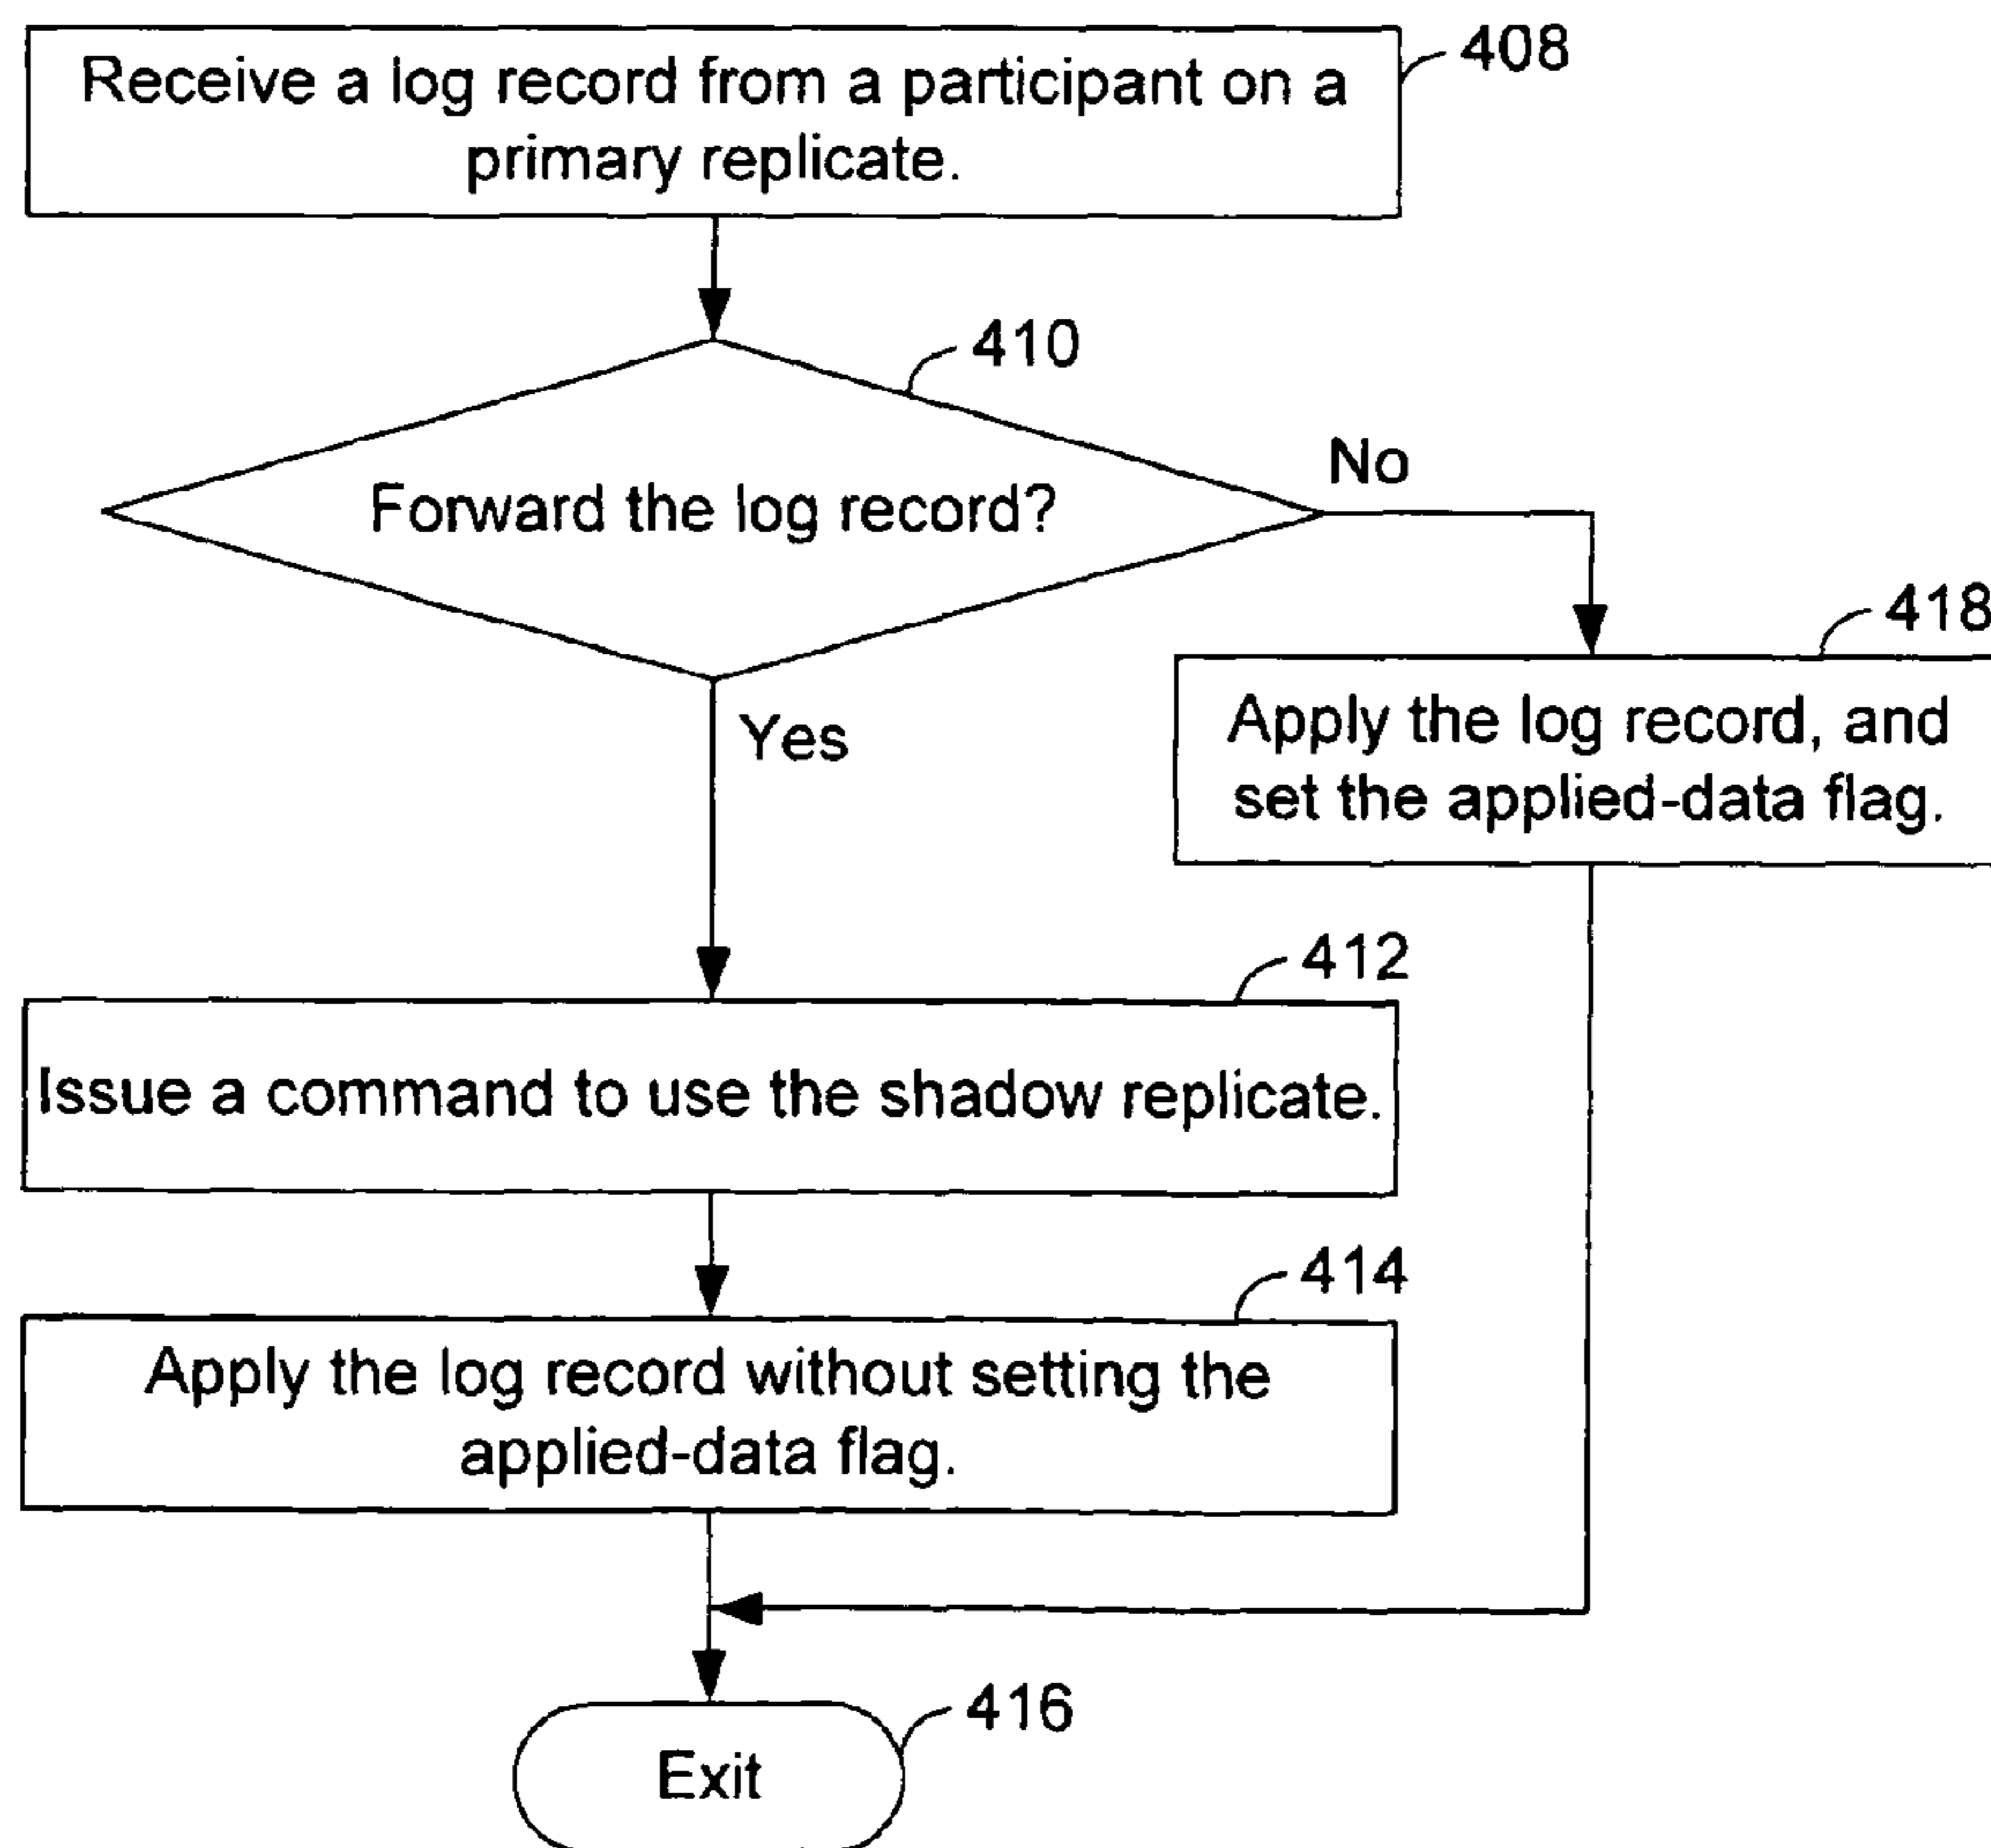 Receive a log record from a participant on a
primary replicate.
408
410
Forward the log record?
No
Yes
418
Apply the log record, and
set the applied-data flag.
412
Issue a command to use the shadow replicate.
414
Apply the log record without setting the
applied-data flag.
416
Exit